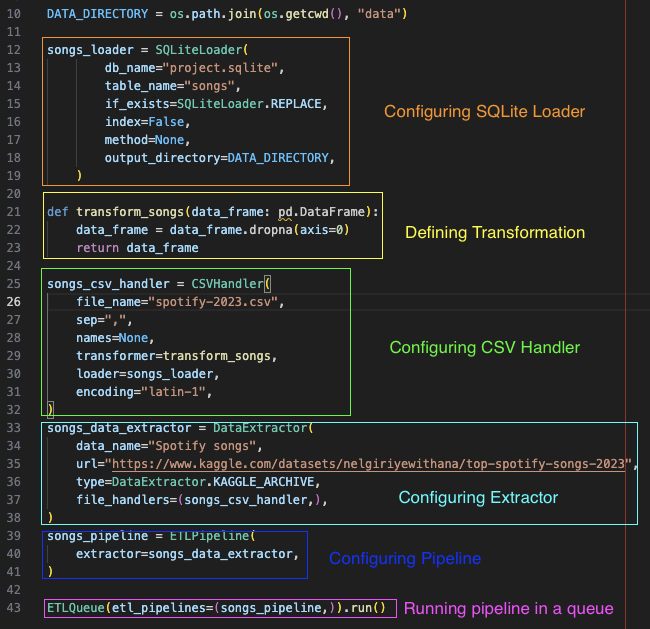 10 DATA_DIRECTORY = os.path.join(os.getcwd(), "data")
11
12 songs_loader = SQLiteLoader(
13 db_name="project.sqlite",
14 table_name="songs",
15 if_exists=SQLiteLoader.REPLACE,
Configuring SQLite Loader
16 index=False,
17 method=None,
18 output_directory=DATA_DIRECTORY,
19 )
20
21 def transform_songs(data_frame: pd.DataFrame):
22 data_frame = data_frame.dropna(axis=0)
Defining Transformation
23 return data_frame
24
25 songs_csv_handler = CSVHandler(
26 file_name="spotify-2023.csv",
27 sep=",",
28 names=None,
Configuring CSV Handler
29 transformer=transform_songs,
30 loader=songs_loader,
31 encoding="latin-1",
32 )
33 songs_data_extractor = DataExtractor(
34 data_name="Spotify songs",
35 url="https://www.kaggle.com/datasets/nelgiriyewithana/top-spotify-songs-2023",
36 type=DataExtractor.KAGGLE_ARCHIVE,
37 file_handlers=(songs_csv_handler,),
Configuring Extractor
38 )
39 songs_pipeline = ETLPipeline(
40 extractor=songs_data_extractor,
Configuring Pipeline
41 )
42
43 ETLQueue(etl_pipelines=(songs_pipeline,)).run()
Running pipeline in a queue